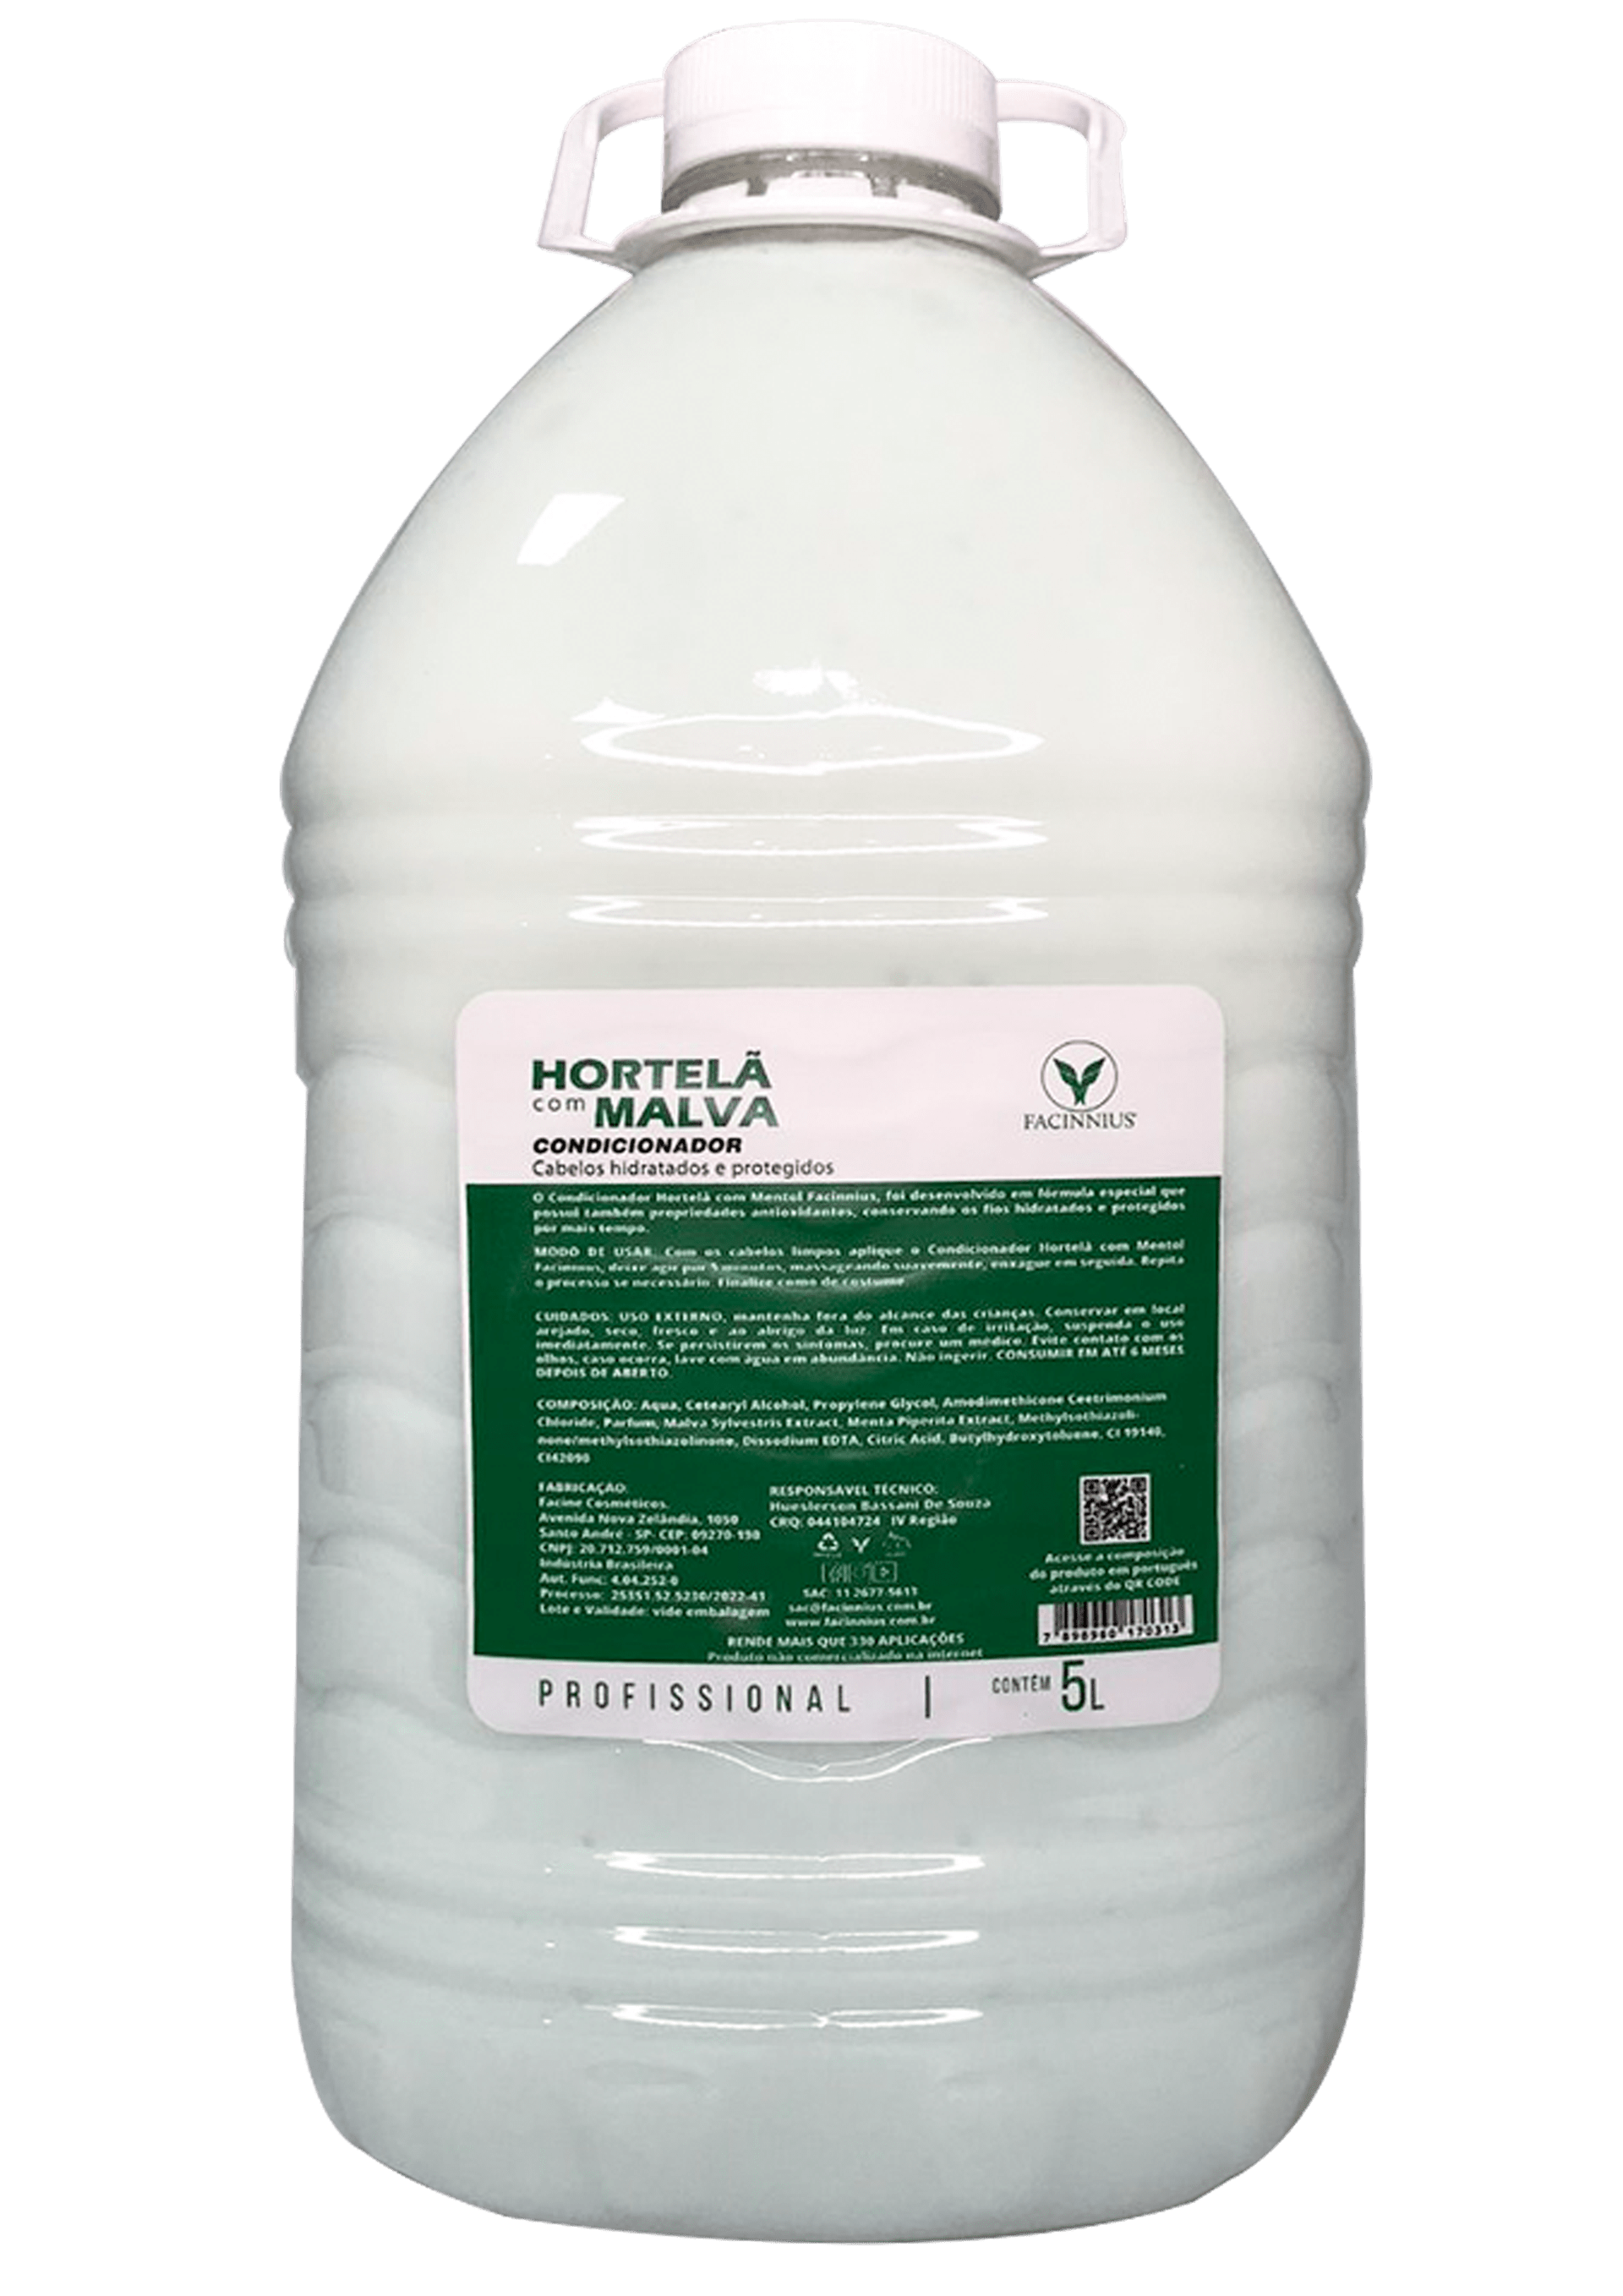 HORTELÃ
com MALVA
CONDICIONADOR
Cabelos hidratados e protegidos
FACINNIUS
O Condicionador Hortelã com Mentol Facinnius, foi desenvolvido em fórmula especial que
possui também propriedades antioxidantes, conservando os fios hidratados e protegidos
por mais tempo.
MODO DE USAR: Com os cabelos limpos aplique o Condicionador Hortelã com Mentol
Facinnius, deixe agir por 5 minutos, massageando suavemente, enxague em seguida. Repita
o processo se necessário. Finalize como de costume.
CUIDADOS: USO EXTERNO, mantenha fora do alcance das crianças. Conservar em local
arejado, seco, fresco e ao abrigo da luz. Em caso de irritação, suspenda o uso
imediatamente. Se persistirem os sintomas, procure um médico. Evite contato com os
olhos, caso ocorra, lave com água em abundância. Não ingerir. CONSUMIR EM ATÉ 6 MESES
DEPOIS DE ABERTO.
COMPOSIÇÃO: Aqua, Cetearyl Alcohol, Propylene Glycol, Amodimethicone Ceetrimonium
Chloride, Parfum, Malva Sylvestris Extract, Menta Piperita Extract, Methylsothiazoli-
none/methylsothiazolinone, Dissodium EDTA, Citric Acid, Butylhydroxytoluene, CI 19140,
CI42090
FABRICAÇÃO:
Facine Cosméticos.
Avenida Nova Zelândia, 1050
Santo André - SP- CEP: 09270-190
CNPJ: 20.712.759/0001-04
Indústria Brasileira
Aut. Func: 4.04.252-0
Processo: 25351.52.5230/2022-41
Lote e Validade: vide embalagem
RESPONSÁVEL TÉCNICO:
Hueslerson Bassani De Souza
CRQ: 044104724 IV Região
SAC: 11 2677-5613
sac@facinnius.com.br
www.facinnius.com.br
Acesse a composição
do produto em português
através do QR CODE
7 898980 170313
RENDE MAIS QUE 330 APLICAÇÕES
Produto não comercializado na internet
PROFISSIONAL | CONTÉM 5L